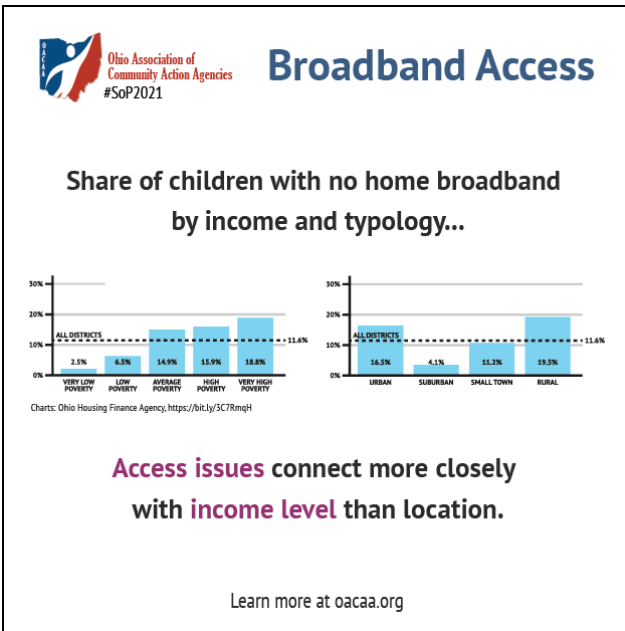 OACAA
Ohio Association of
Community Action Agencies
#SoP2021
Broadband Access
Share of children with no home broadband
by income and typology...
30%
20%
10%
0%
ALL DISTRICTS
11.6%
2.5%
6.5%
14.9%
15.9%
18.8%
VERY LOW POVERTY
LOW POVERTY
AVERAGE POVERTY
HIGH POVERTY
VERY HIGH POVERTY
30%
20%
10%
0%
ALL DISTRICTS
11.6%
16.5%
4.1%
11.2%
19.5%
URBAN
SUBURBAN
SMALL TOWN
RURAL
Charts: Ohio Housing Finance Agency, https://bit.ly/3C7RmqH
Access issues connect more closely
with income level than location.
Learn more at oacaa.org